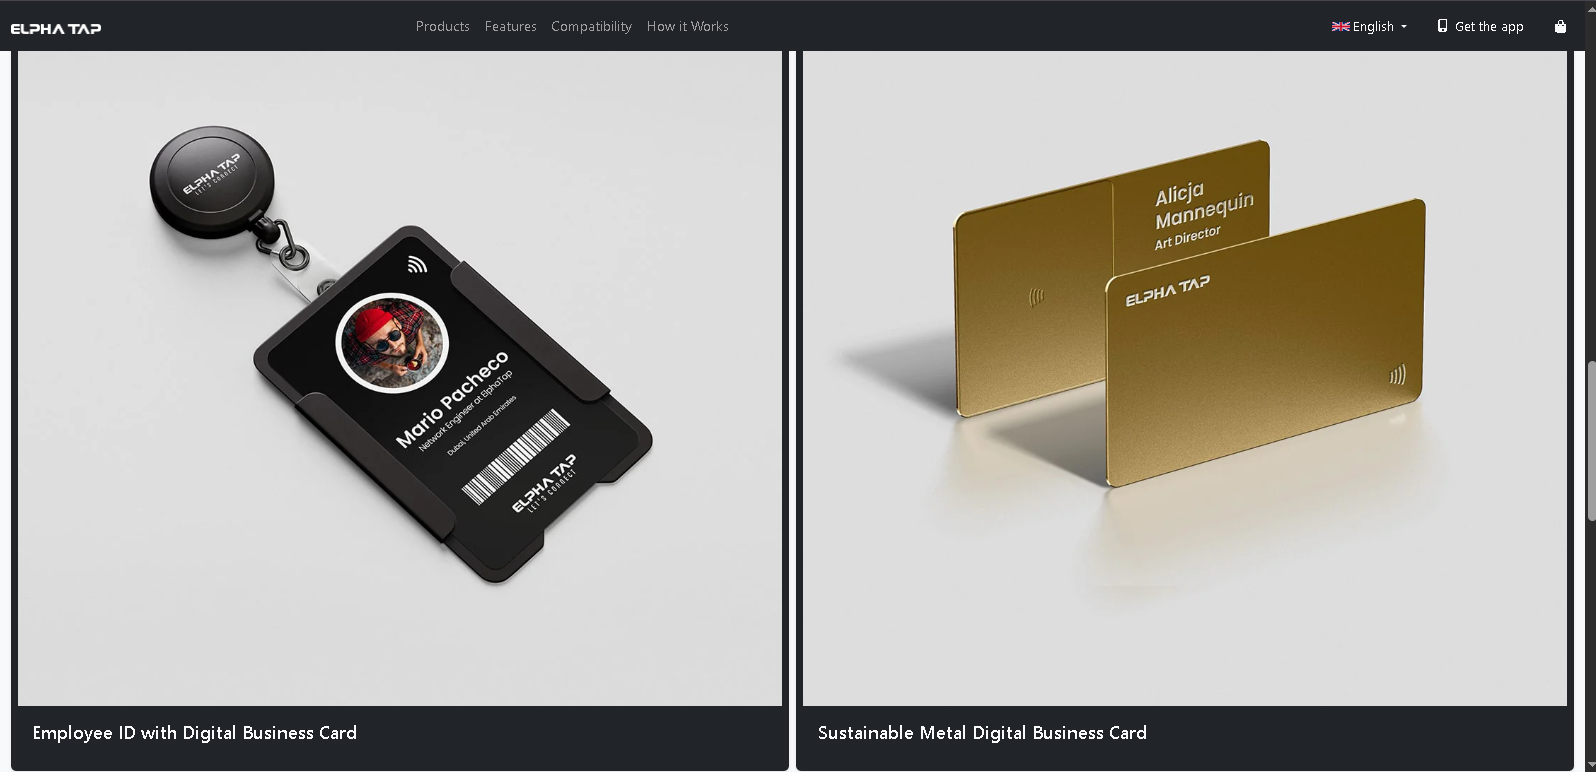 ELPHA TAP
Products
Features
Compatibility
How it Works
English
Get the app
ELPHA TAP
LET'S CONNECT
Mario Pacheco
Network Engineer at ElphaTap
Dubai, United Arab Emirates
ELPHA TAP
LET'S CONNECT
Employee ID with Digital Business Card
Alicja
Mannequin
Art Director
ELPHA TAP
Sustainable Metal Digital Business Card